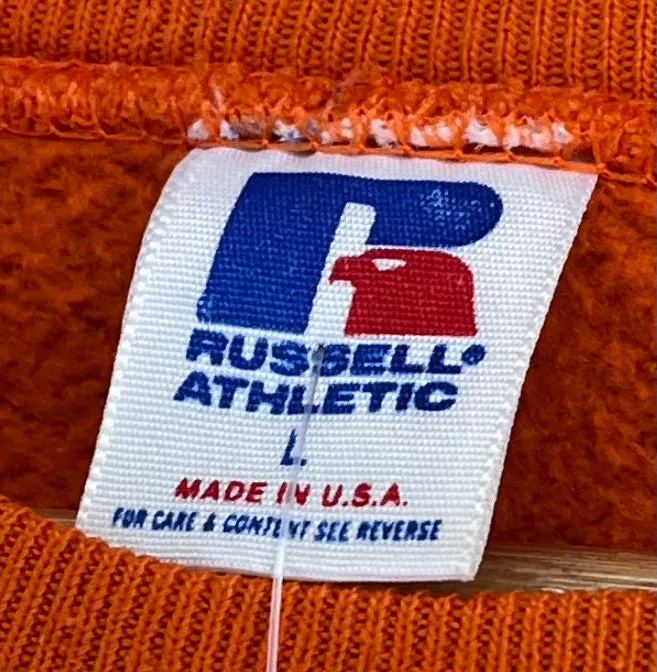 RUSSELL®
ATHLETIC
L
MADE IN U.S.A.
FOR CARE & CONTENT SEE REVERSE